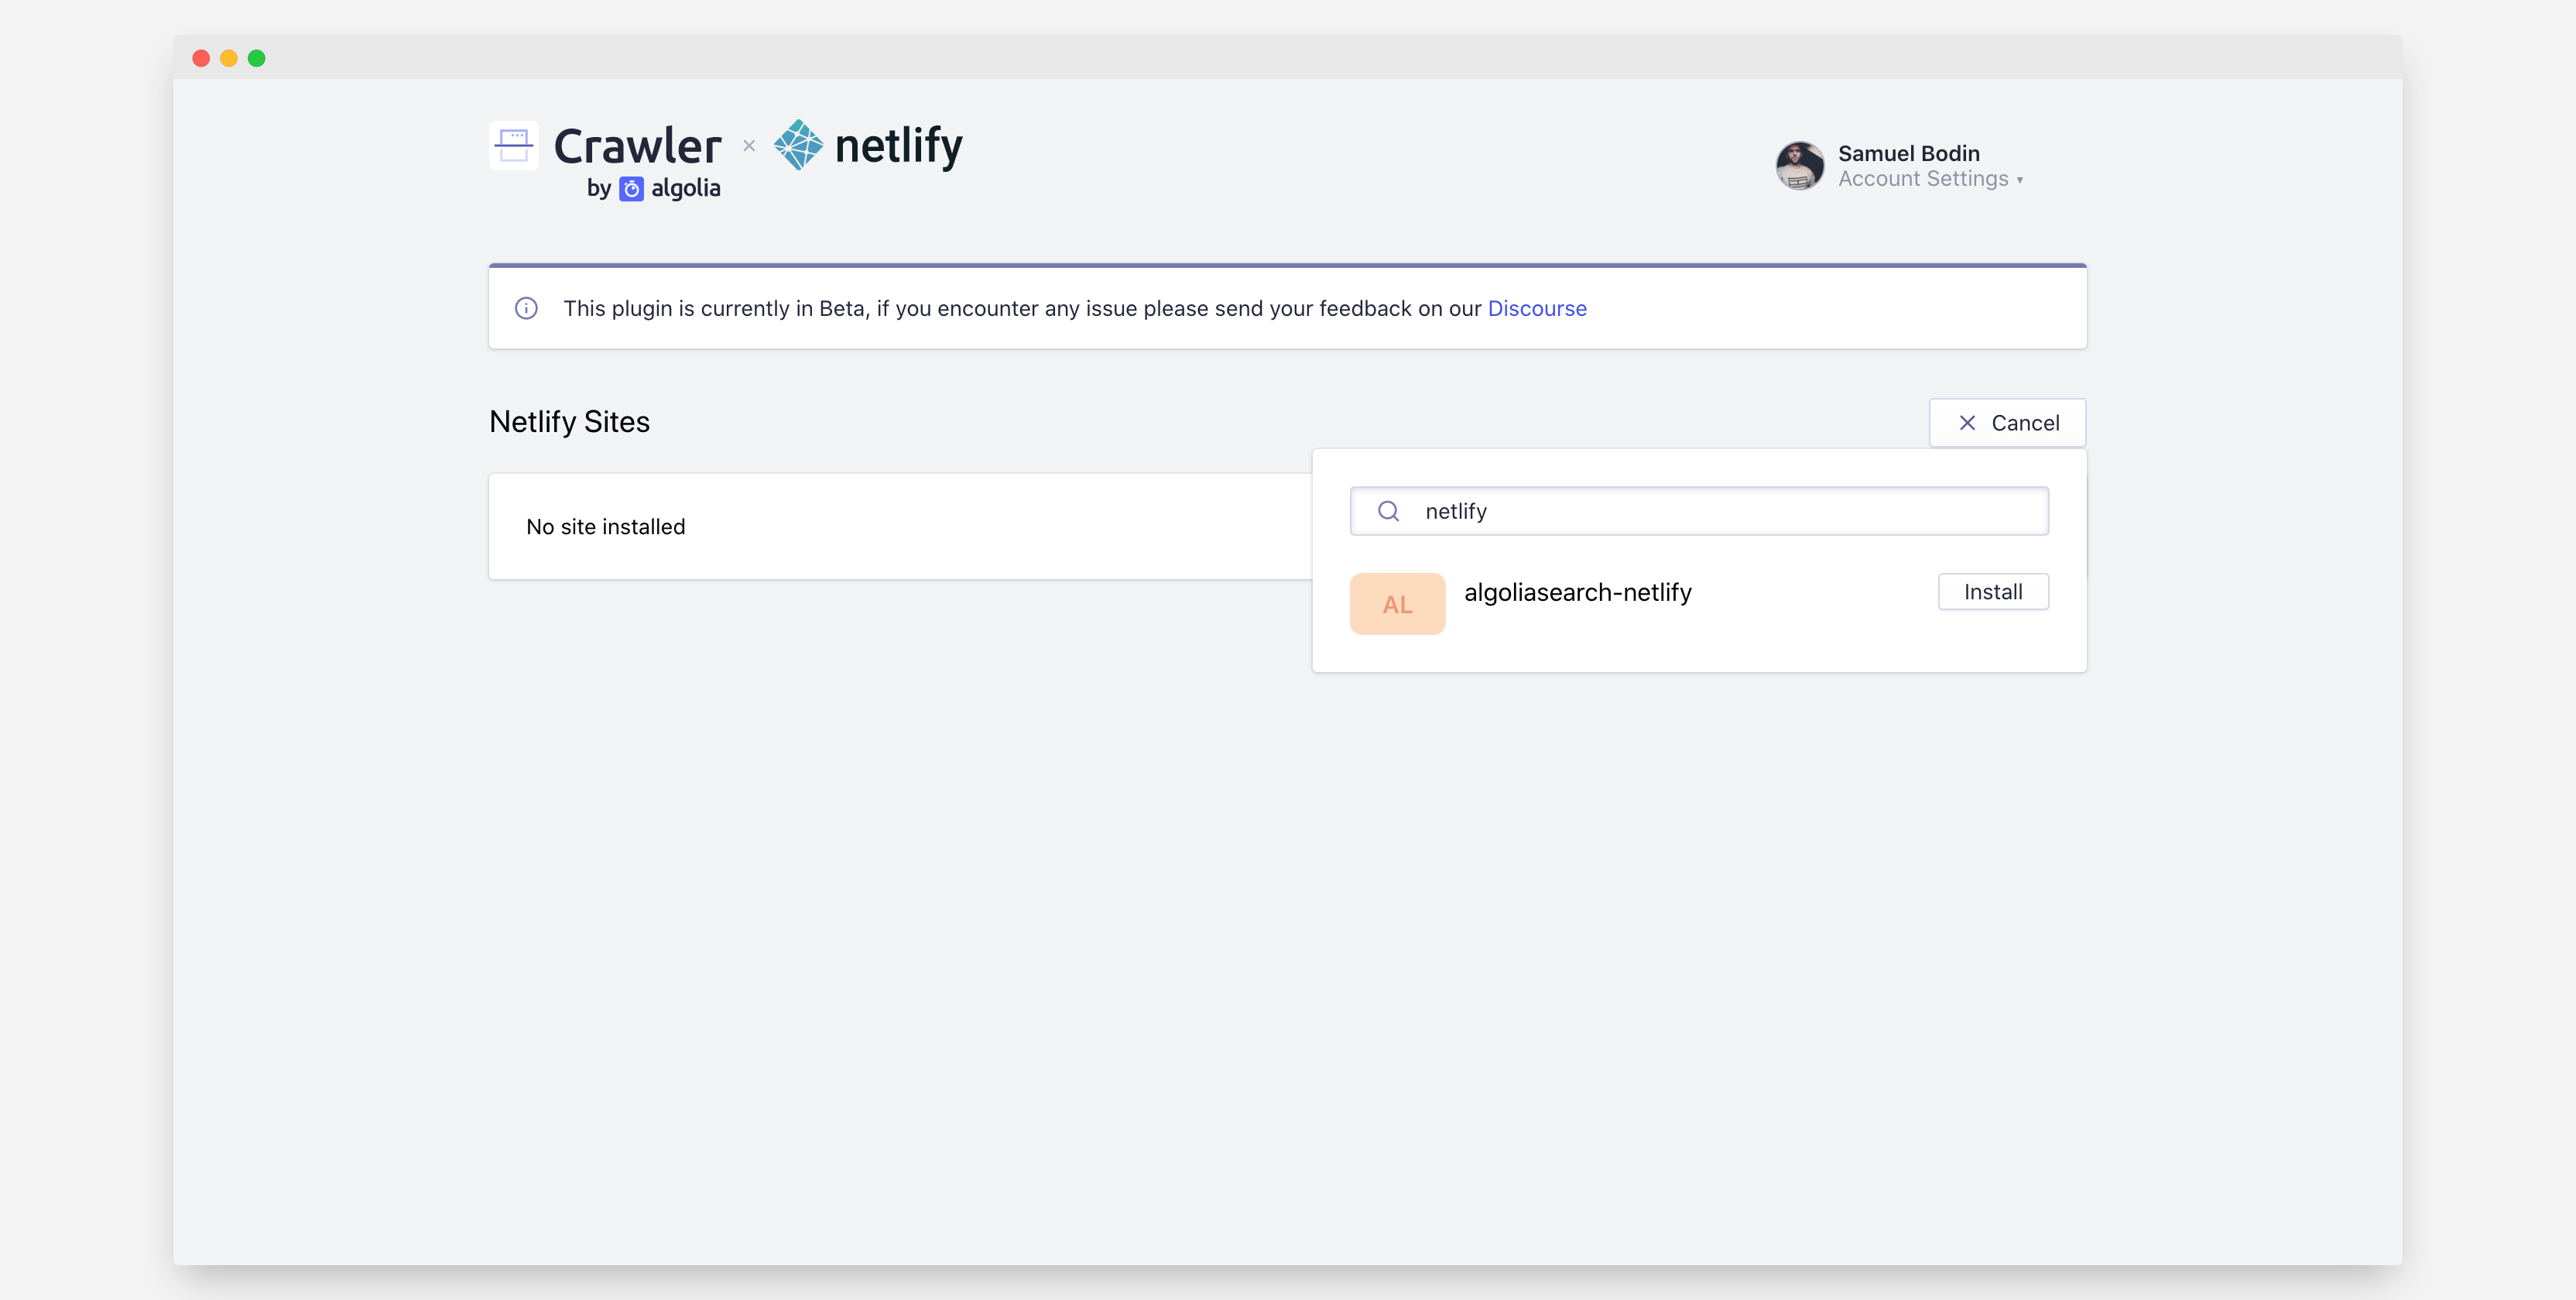 Crawler × netlify
by algolia
Samuel Bodin
Account Settings ▾
This plugin is currently in Beta, if you encounter any issue please send your feedback on our Discourse
Netlify Sites
Cancel
No site installed
netlify
AL
algoliasearch-netlify
Install